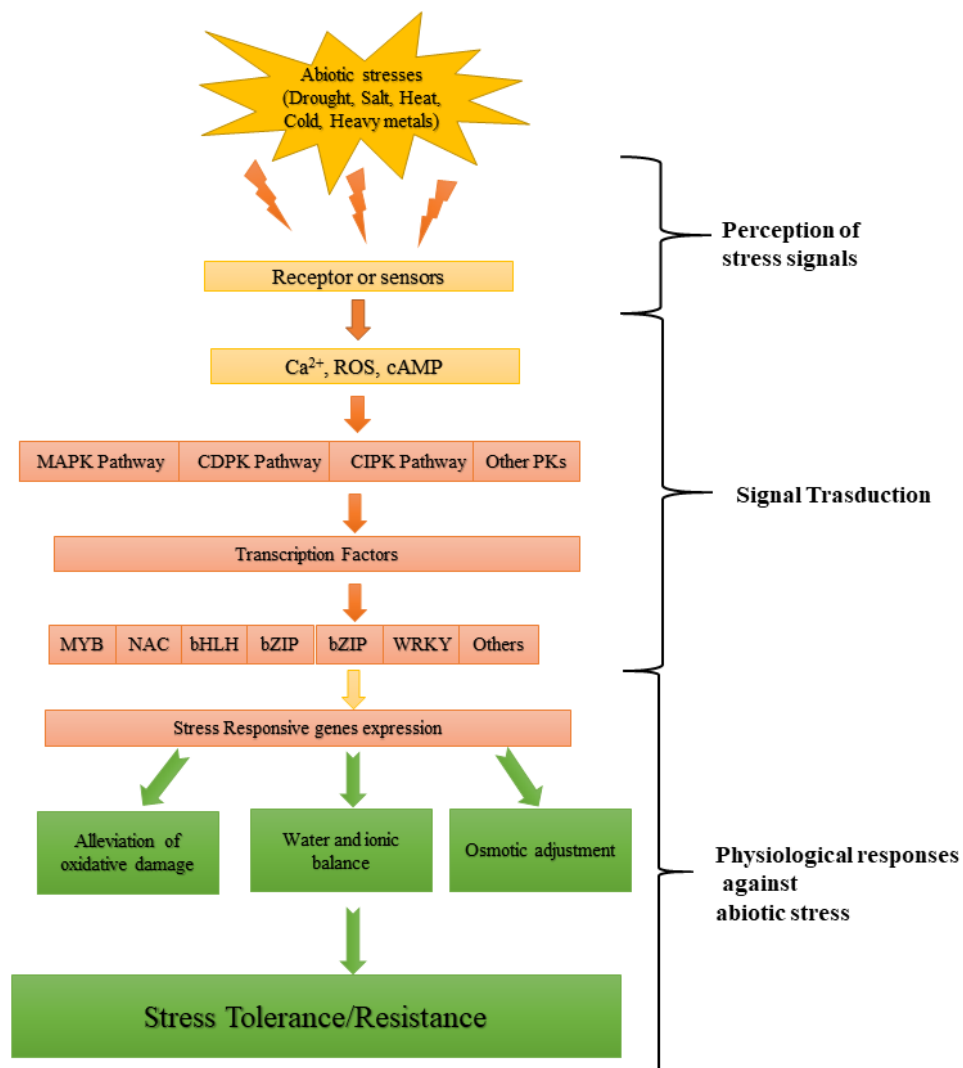 Abiotic stresses
(Drought, Salt, Heat,
Cold, Heavy metals)
Perception of
stress signals
Receptor or sensors
Ca²⁺, ROS, cAMP
MAPK Pathway CDPK Pathway CIPK Pathway Other PKs
Signal Trasduction
Transcription Factors
MYB NAC bHLH bZIP bZIP WRKY Others
Stress Responsive genes expression
Alleviation of
oxidative damage
Water and ionic
balance
Osmotic adjustment
Physiological responses
against
abiotic stress
Stress Tolerance/Resistance